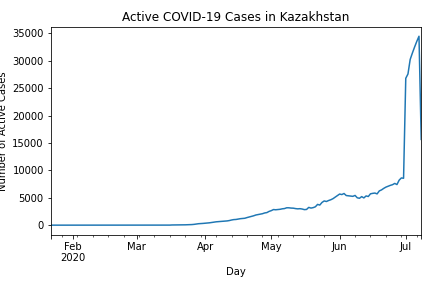 Active COVID-19 Cases in Kazakhstan
Number of Active Cases
35000
30000
25000
20000
15000
10000
5000
0
Feb
2020
Mar
Apr
May
Jun
Jul
Day